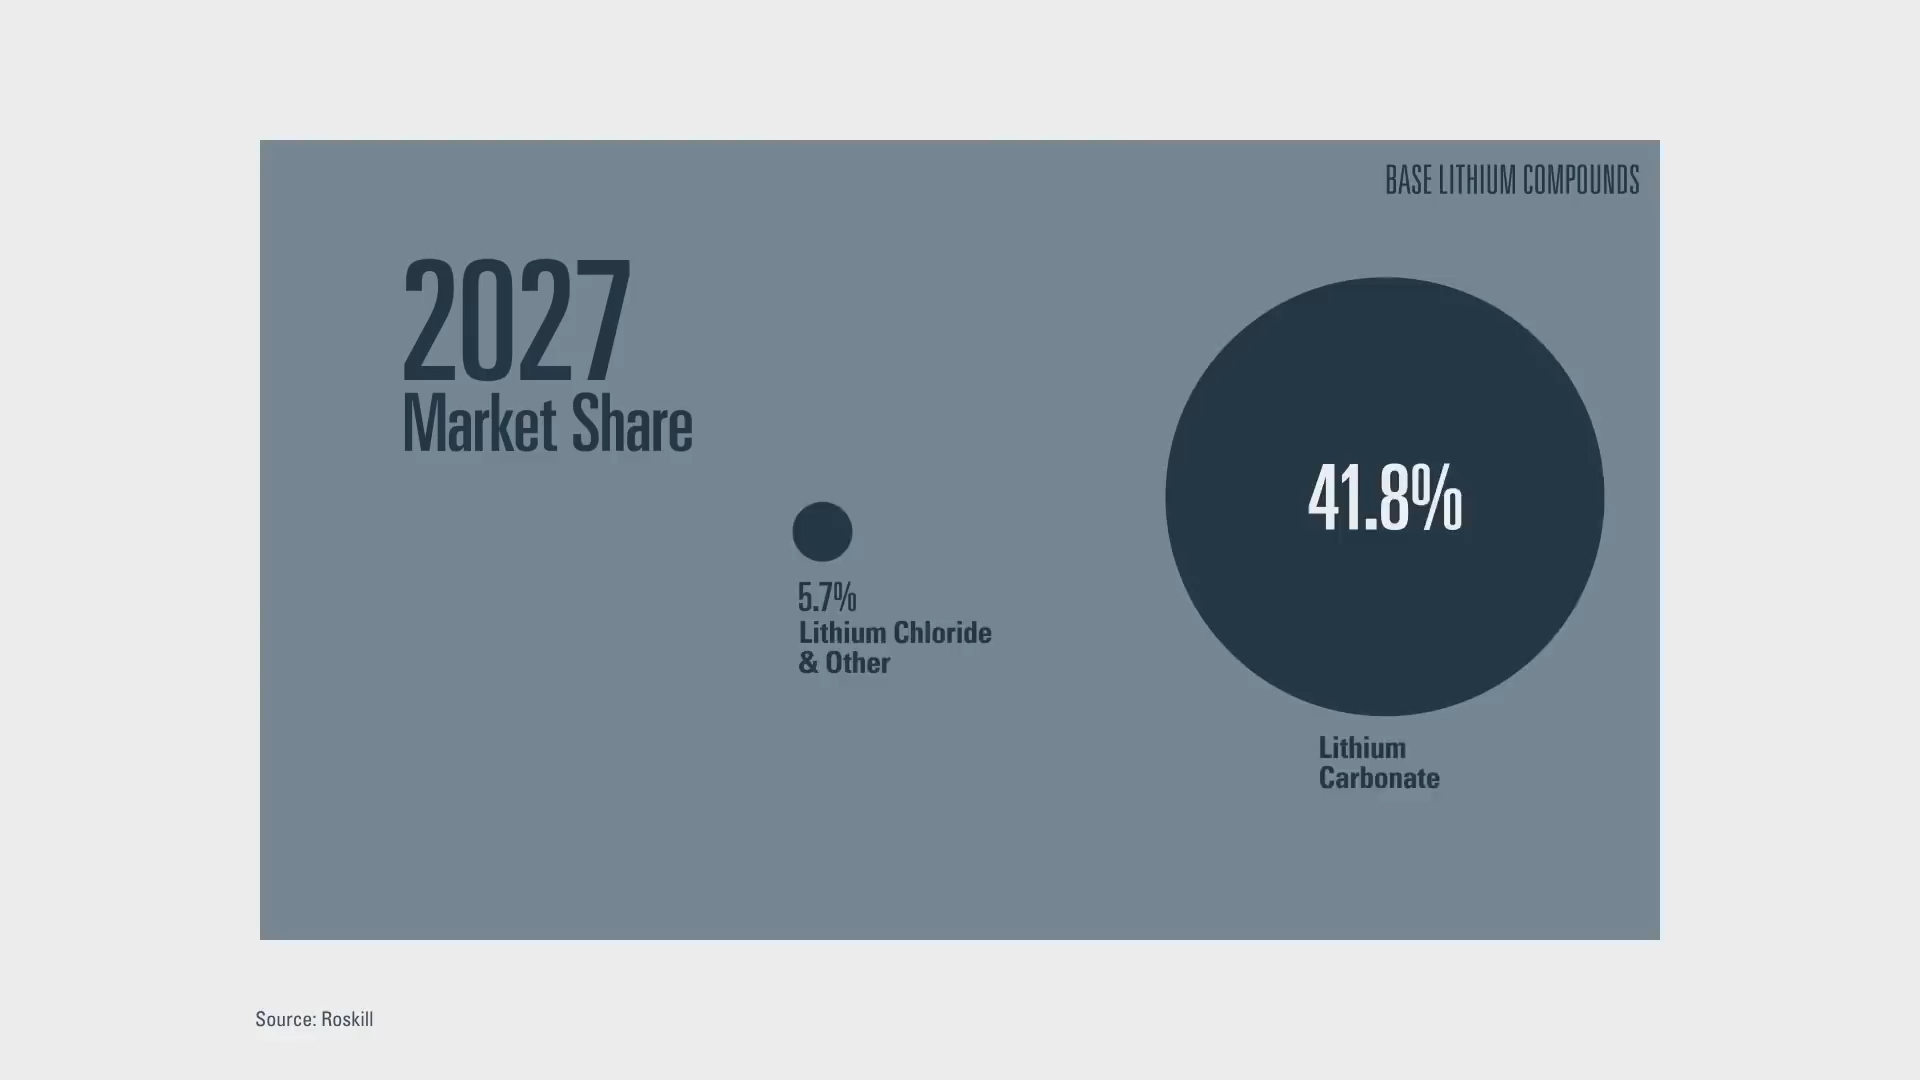 BASE LITHIUM COMPOUNDS
2027
Market Share
41.8%
5.7%
Lithium Chloride
& Other
Lithium
Carbonate
Source: Roskill